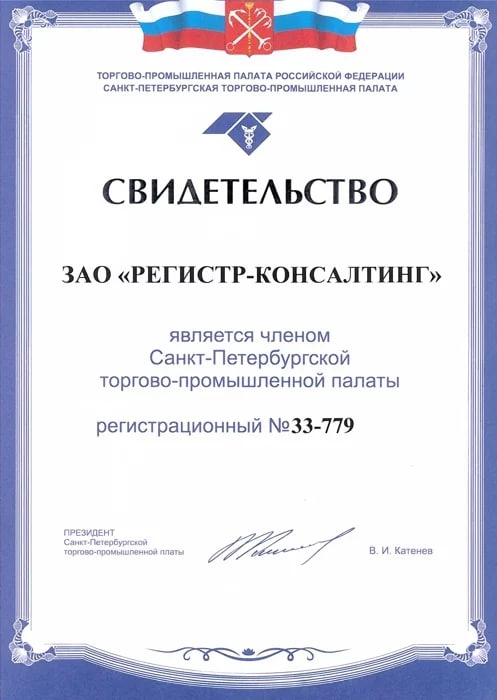 ТОРГОВО-ПРОМЫШЛЕННАЯ ПАЛАТА РОССИЙСКОЙ ФЕДЕРАЦИИ
САНКТ-ПЕТЕРБУРГСКАЯ ТОРГОВО-ПРОМЫШЛЕННАЯ ПАЛАТА
СВИДЕТЕЛЬСТВО
ЗАО «РЕГИСТР-КОНСАЛТИНГ»
является членом
Санкт-Петербургской
торгово-промышленной палаты
регистрационный №33-779
ПРЕЗИДЕНТ
Санкт-Петербургской
торгово-промышленной палаты
В. И. Катенев